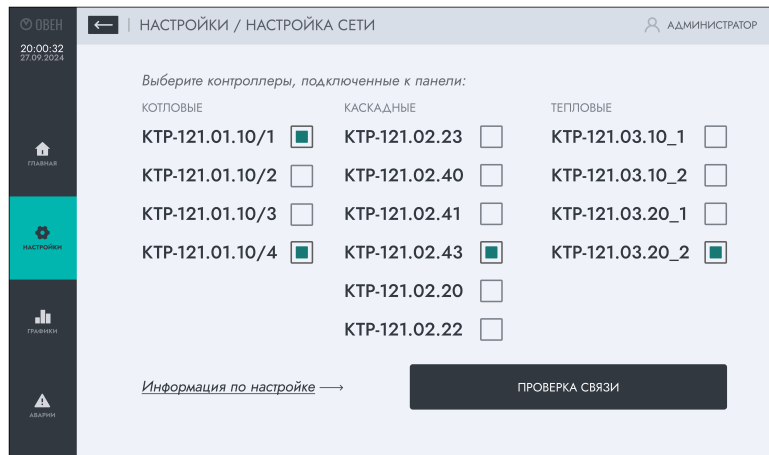 ОВЕН
НАСТРОЙКИ / НАСТРОЙКА СЕТИ
АДМИНИСТРАТОР
20:00:32
27.09.2024
ГЛАВНАЯ
НАСТРОЙКИ
ГРАФИКИ
АВАРИИ
Выберите контроллеры, подключенные к панели:
КОТЛОВЫЕ
КТР-121.01.10/1
КТР-121.01.10/2
КТР-121.01.10/3
КТР-121.01.10/4
КАСКАДНЫЕ
КТР-121.02.23
КТР-121.02.40
КТР-121.02.41
КТР-121.02.43
КТР-121.02.20
КТР-121.02.22
ТЕПЛОВЫЕ
КТР-121.03.10_1
КТР-121.03.10_2
КТР-121.03.20_1
КТР-121.03.20_2
Информация по настройке
ПРОВЕРКА СВЯЗИ